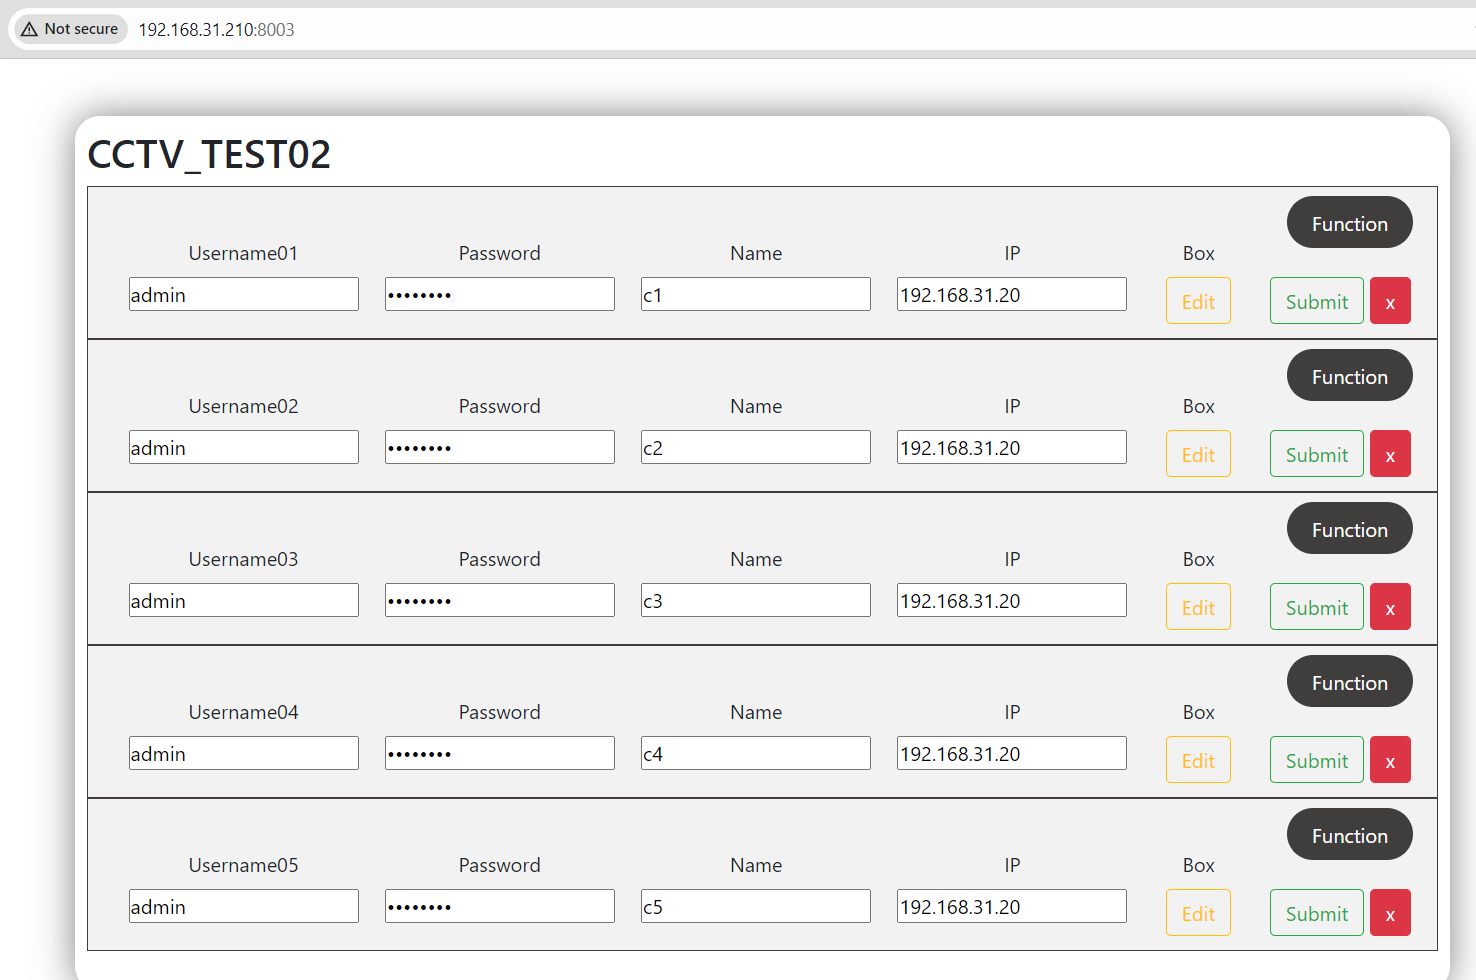 Not secure 192.168.31.210:8003
CCTV_TEST02
Function
Username01 Password Name IP Box
admin •••••••• c1 192.168.31.20 Edit Submit x
Function
Username02 Password Name IP Box
admin •••••••• c2 192.168.31.20 Edit Submit x
Function
Username03 Password Name IP Box
admin •••••••• c3 192.168.31.20 Edit Submit x
Function
Username04 Password Name IP Box
admin •••••••• c4 192.168.31.20 Edit Submit x
Function
Username05 Password Name IP Box
admin •••••••• c5 192.168.31.20 Edit Submit x